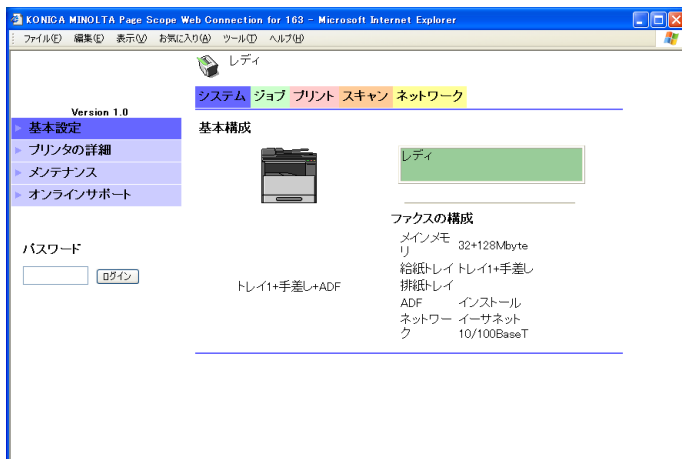 KONICA MINOLTA Page Scope Web Connection for 163 - Microsoft Internet Explorer
ファイル(F) 編集(E) 表示(V) お気に入り(A) ツール(T) ヘルプ(H)
レディ
システム ジョブ プリント スキャン ネットワーク
Version 1.0
基本設定
プリンタの詳細
メンテナンス
オンラインサポート
パスワード
ログイン
基本構成
レディ
トレイ1+手差し+ADF
ファクスの構成
メインメモ
リ 32+128Mbyte
給紙トレイ トレイ1+手差し
排紙トレイ
ADF インストール
ネットワー イーサネット
ク 10/100BaseT